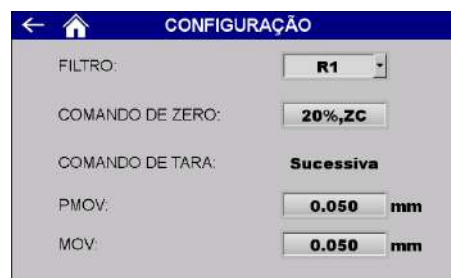 CONFIGURAÇÃO
FILTRO: R1
COMANDO DE ZERO: 20%,ZC
COMANDO DE TARA: Sucessiva
PMOV: 0.050 mm
MOV: 0.050 mm